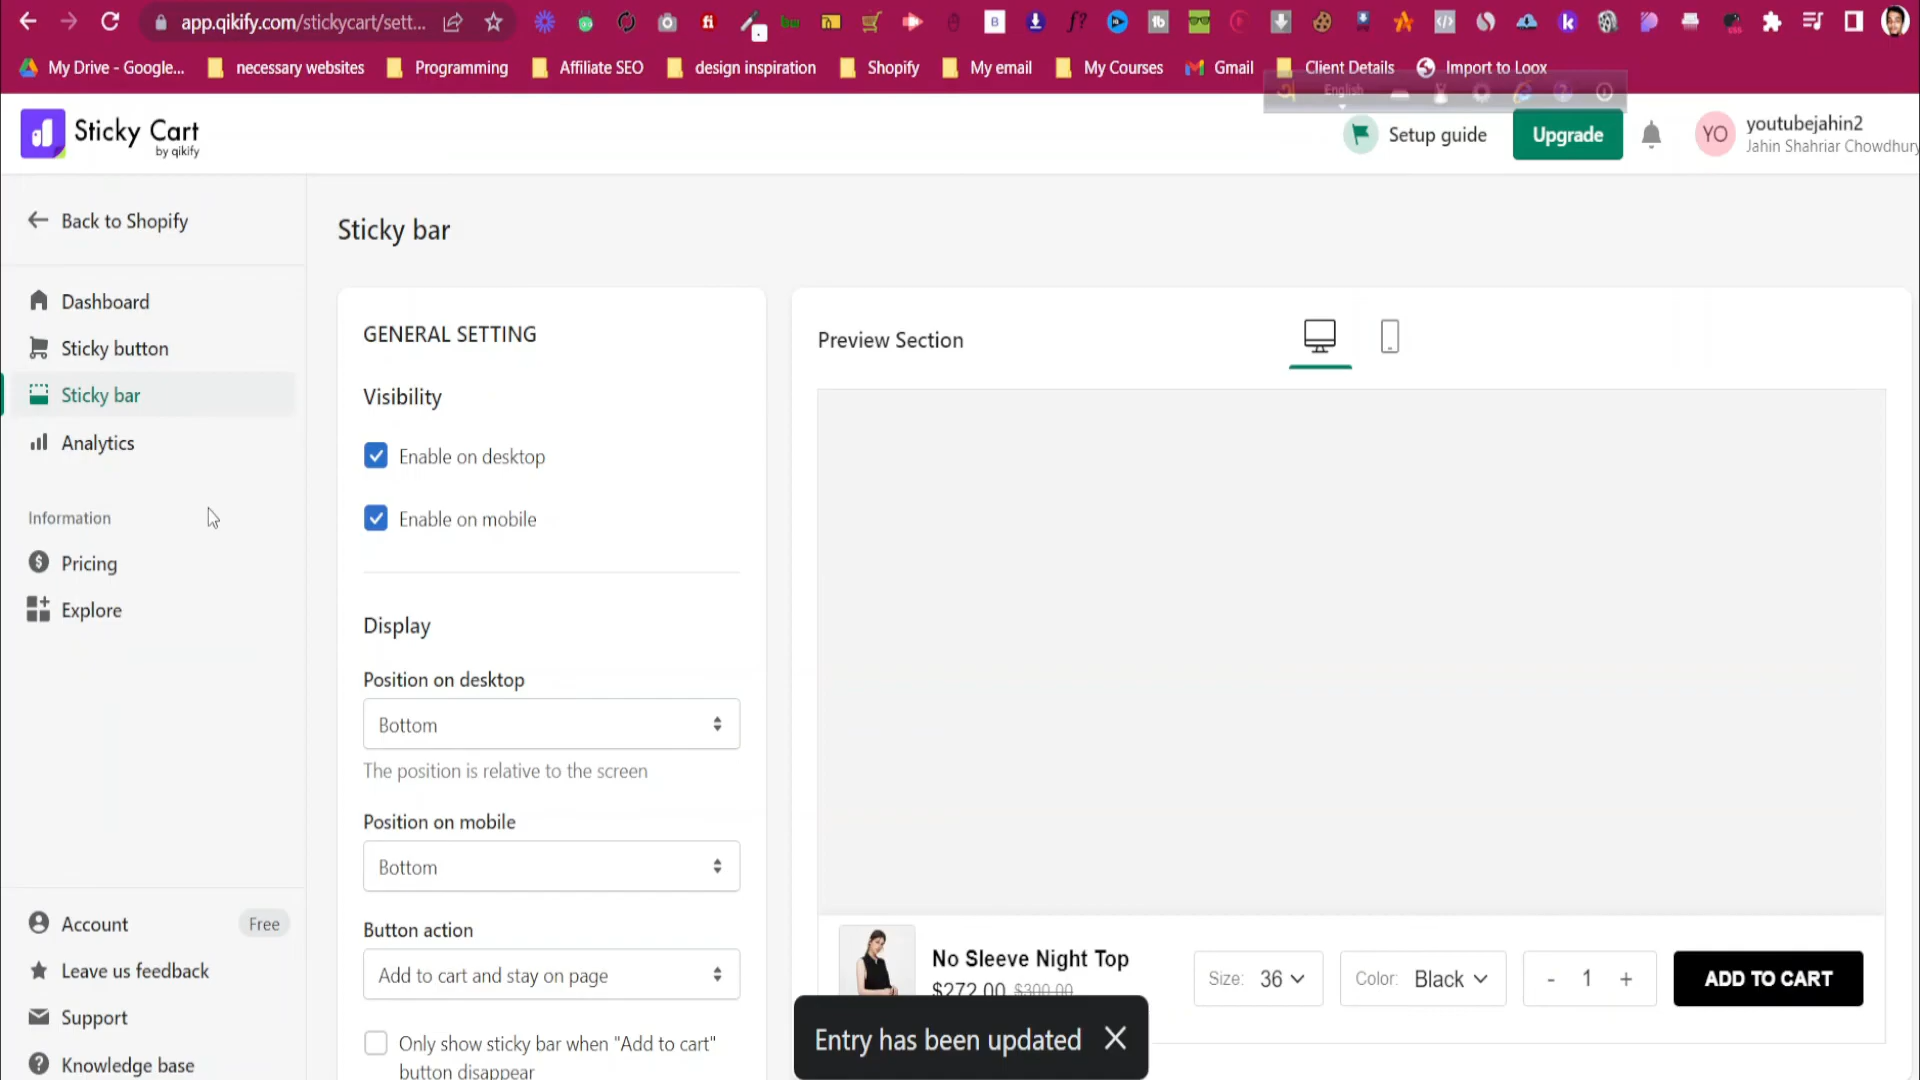 app.qikify.com/stickycart/sett...
My Drive - Google...
necessary websites
Programming
Affiliate SEO
design inspiration
Shopify
My email
My Courses
Gmail
Client Details
Import to Loox
English
Sticky Cart
by qikify
Setup guide
Upgrade
YO
youtubejahin2
Jahin Shahriar Chowdhury
Back to Shopify
Dashboard
Sticky button
Sticky bar
Analytics
Information
Pricing
Explore
Account
Free
Leave us feedback
Support
Knowledge base
Sticky bar
GENERAL SETTING
Visibility
Enable on desktop
Enable on mobile
Display
Position on desktop
Bottom
The position is relative to the screen
Position on mobile
Bottom
Button action
Add to cart and stay on page
Only show sticky bar when "Add to cart"
button disappear
Preview Section
No Sleeve Night Top
$272.00 $300.00
Size: 36
Color: Black
- 1 +
ADD TO CART
Entry has been updated